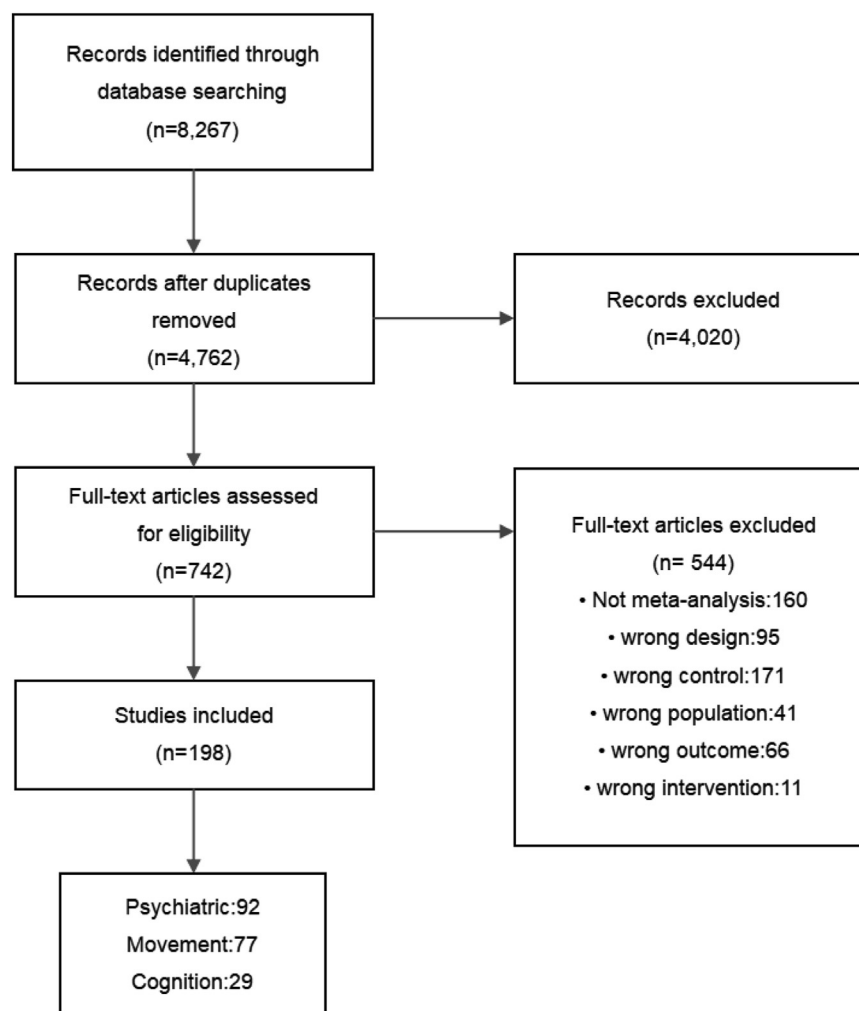 Records identified through
database searching
(n=8,267)
Records after duplicates
removed
(n=4,762)
Records excluded
(n=4,020)
Full-text articles assessed
for eligibility
(n=742)
Full-text articles excluded
(n= 544)
• Not meta-analysis:160
• wrong design:95
• wrong control:171
• wrong population:41
• wrong outcome:66
• wrong intervention:11
Studies included
(n=198)
Psychiatric:92
Movement:77
Cognition:29